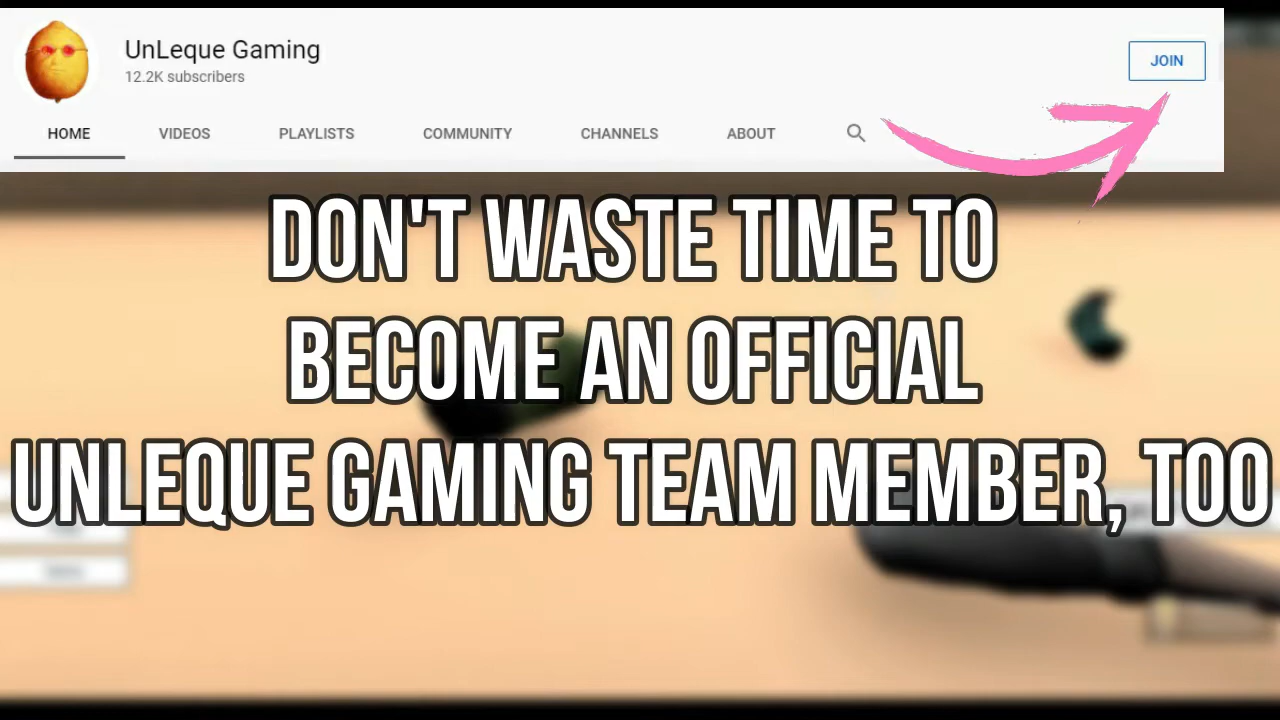 UnLeque Gaming
12.2K subscribers
JOIN
HOME VIDEOS PLAYLISTS COMMUNITY CHANNELS ABOUT
DON'T WASTE TIME TO
BECOME AN OFFICIAL
UNLEQUE GAMING TEAM MEMBER, TOO